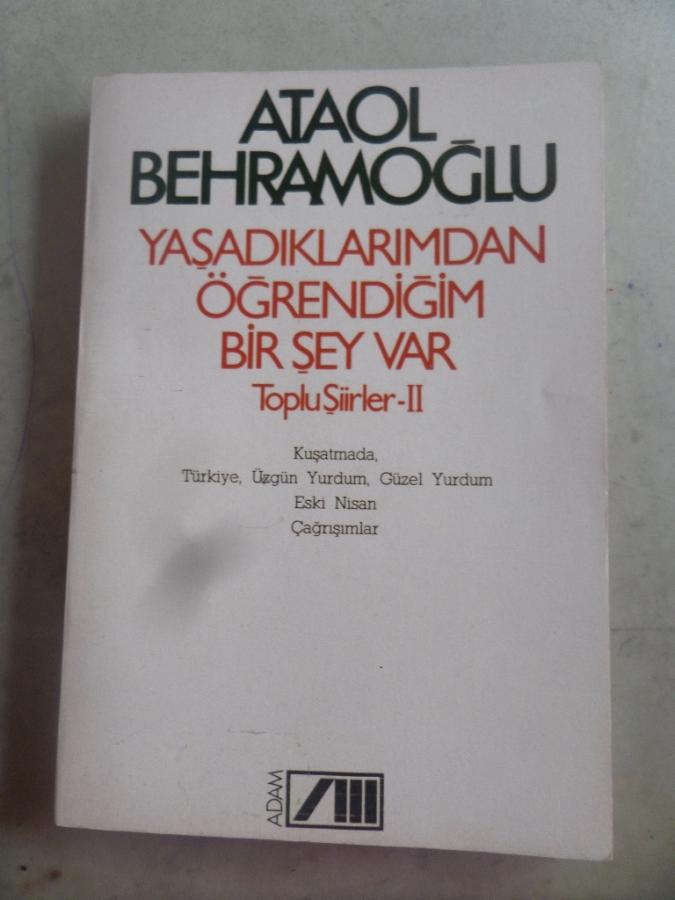 ATAOL
BEHRAMOĞLU
YAŞADIKLARIMDAN
ÖĞRENDİĞİM
BİR ŞEY VAR
Toplu Şiirler-II
Kuşatmada,
Türkiye, Üzgün Yurdum, Güzel Yurdum
Eski Nisan
Çağrışımlar
ADAM